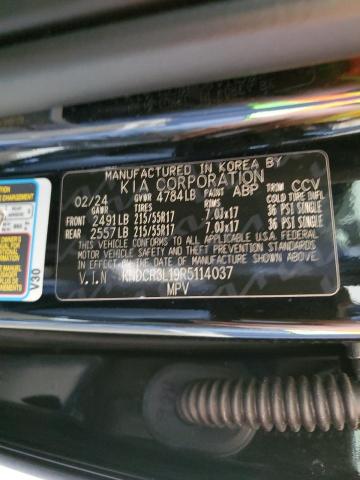 MANUFACTURED IN KOREA BY
KIA CORPORATION
02/24 GVWR 4784LB PAINT ABP TRIM CCV
GAWR TIRES RIMS COLD TIRE INFL
FRONT 2491LB 215/55R17 7.0JX17 36 PSI SINGLE
REAR 2557LB 215/55R17 7.0JX17 36 PSI SINGLE
THIS VEHICLE CONFORMS TO ALL APPLICABLE U.S.A FEDERAL
MOTOR VEHICLE SAFETY AND THEFT PREVENTION STANDARDS
IN EFFECT ON THE DATE OF MANUFACTURE SHOWN ABOVE.
V.I.N KNDCR3L19R5114037
MPV
V30